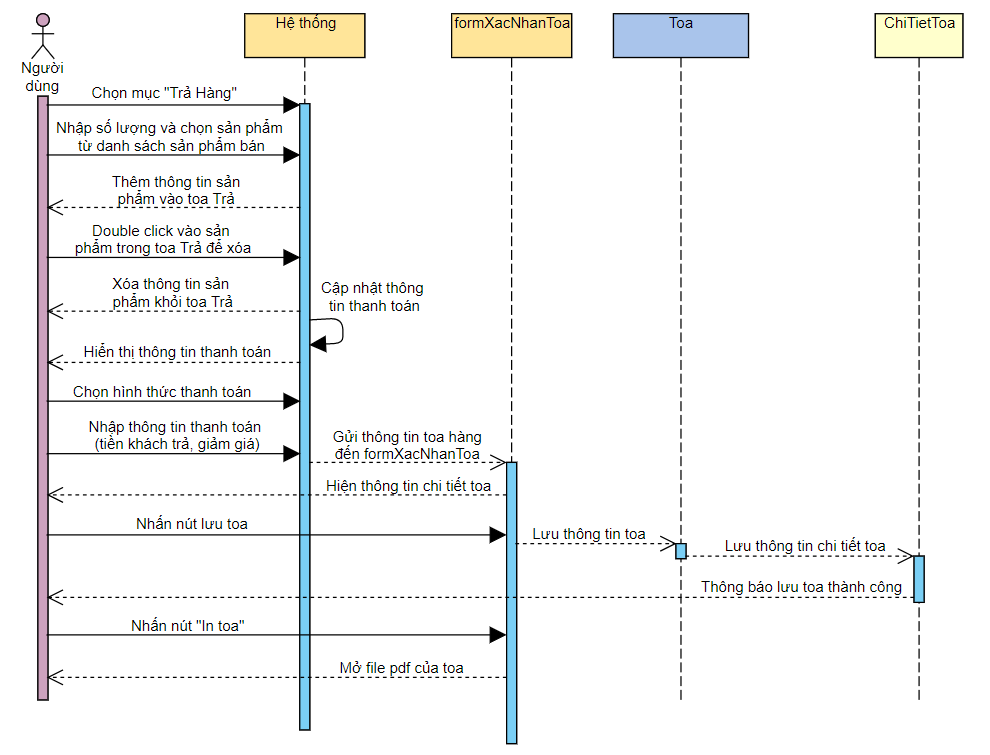 Hệ thống
formXacNhanToa
Toa
ChiTietToa
Người
dùng
Chọn mục "Trả Hàng"
Nhập số lượng và chọn sản phẩm
từ danh sách sản phẩm bán
Thêm thông tin sản
phẩm vào toa Trả
Double click vào sản
phẩm trong toa Trả để xóa
Xóa thông tin sản
phẩm khỏi toa Trả
Cập nhật thông
tin thanh toán
Hiển thị thông tin thanh toán
Chọn hình thức thanh toán
Nhập thông tin thanh toán
(tiền khách trả, giảm giá)
Gửi thông tin toa hàng
đến formXacNhanToa
Hiện thông tin chi tiết toa
Nhấn nút lưu toa
Lưu thông tin toa
Lưu thông tin chi tiết toa
Thông báo lưu toa thành công
Nhấn nút "In toa"
Mở file pdf của toa